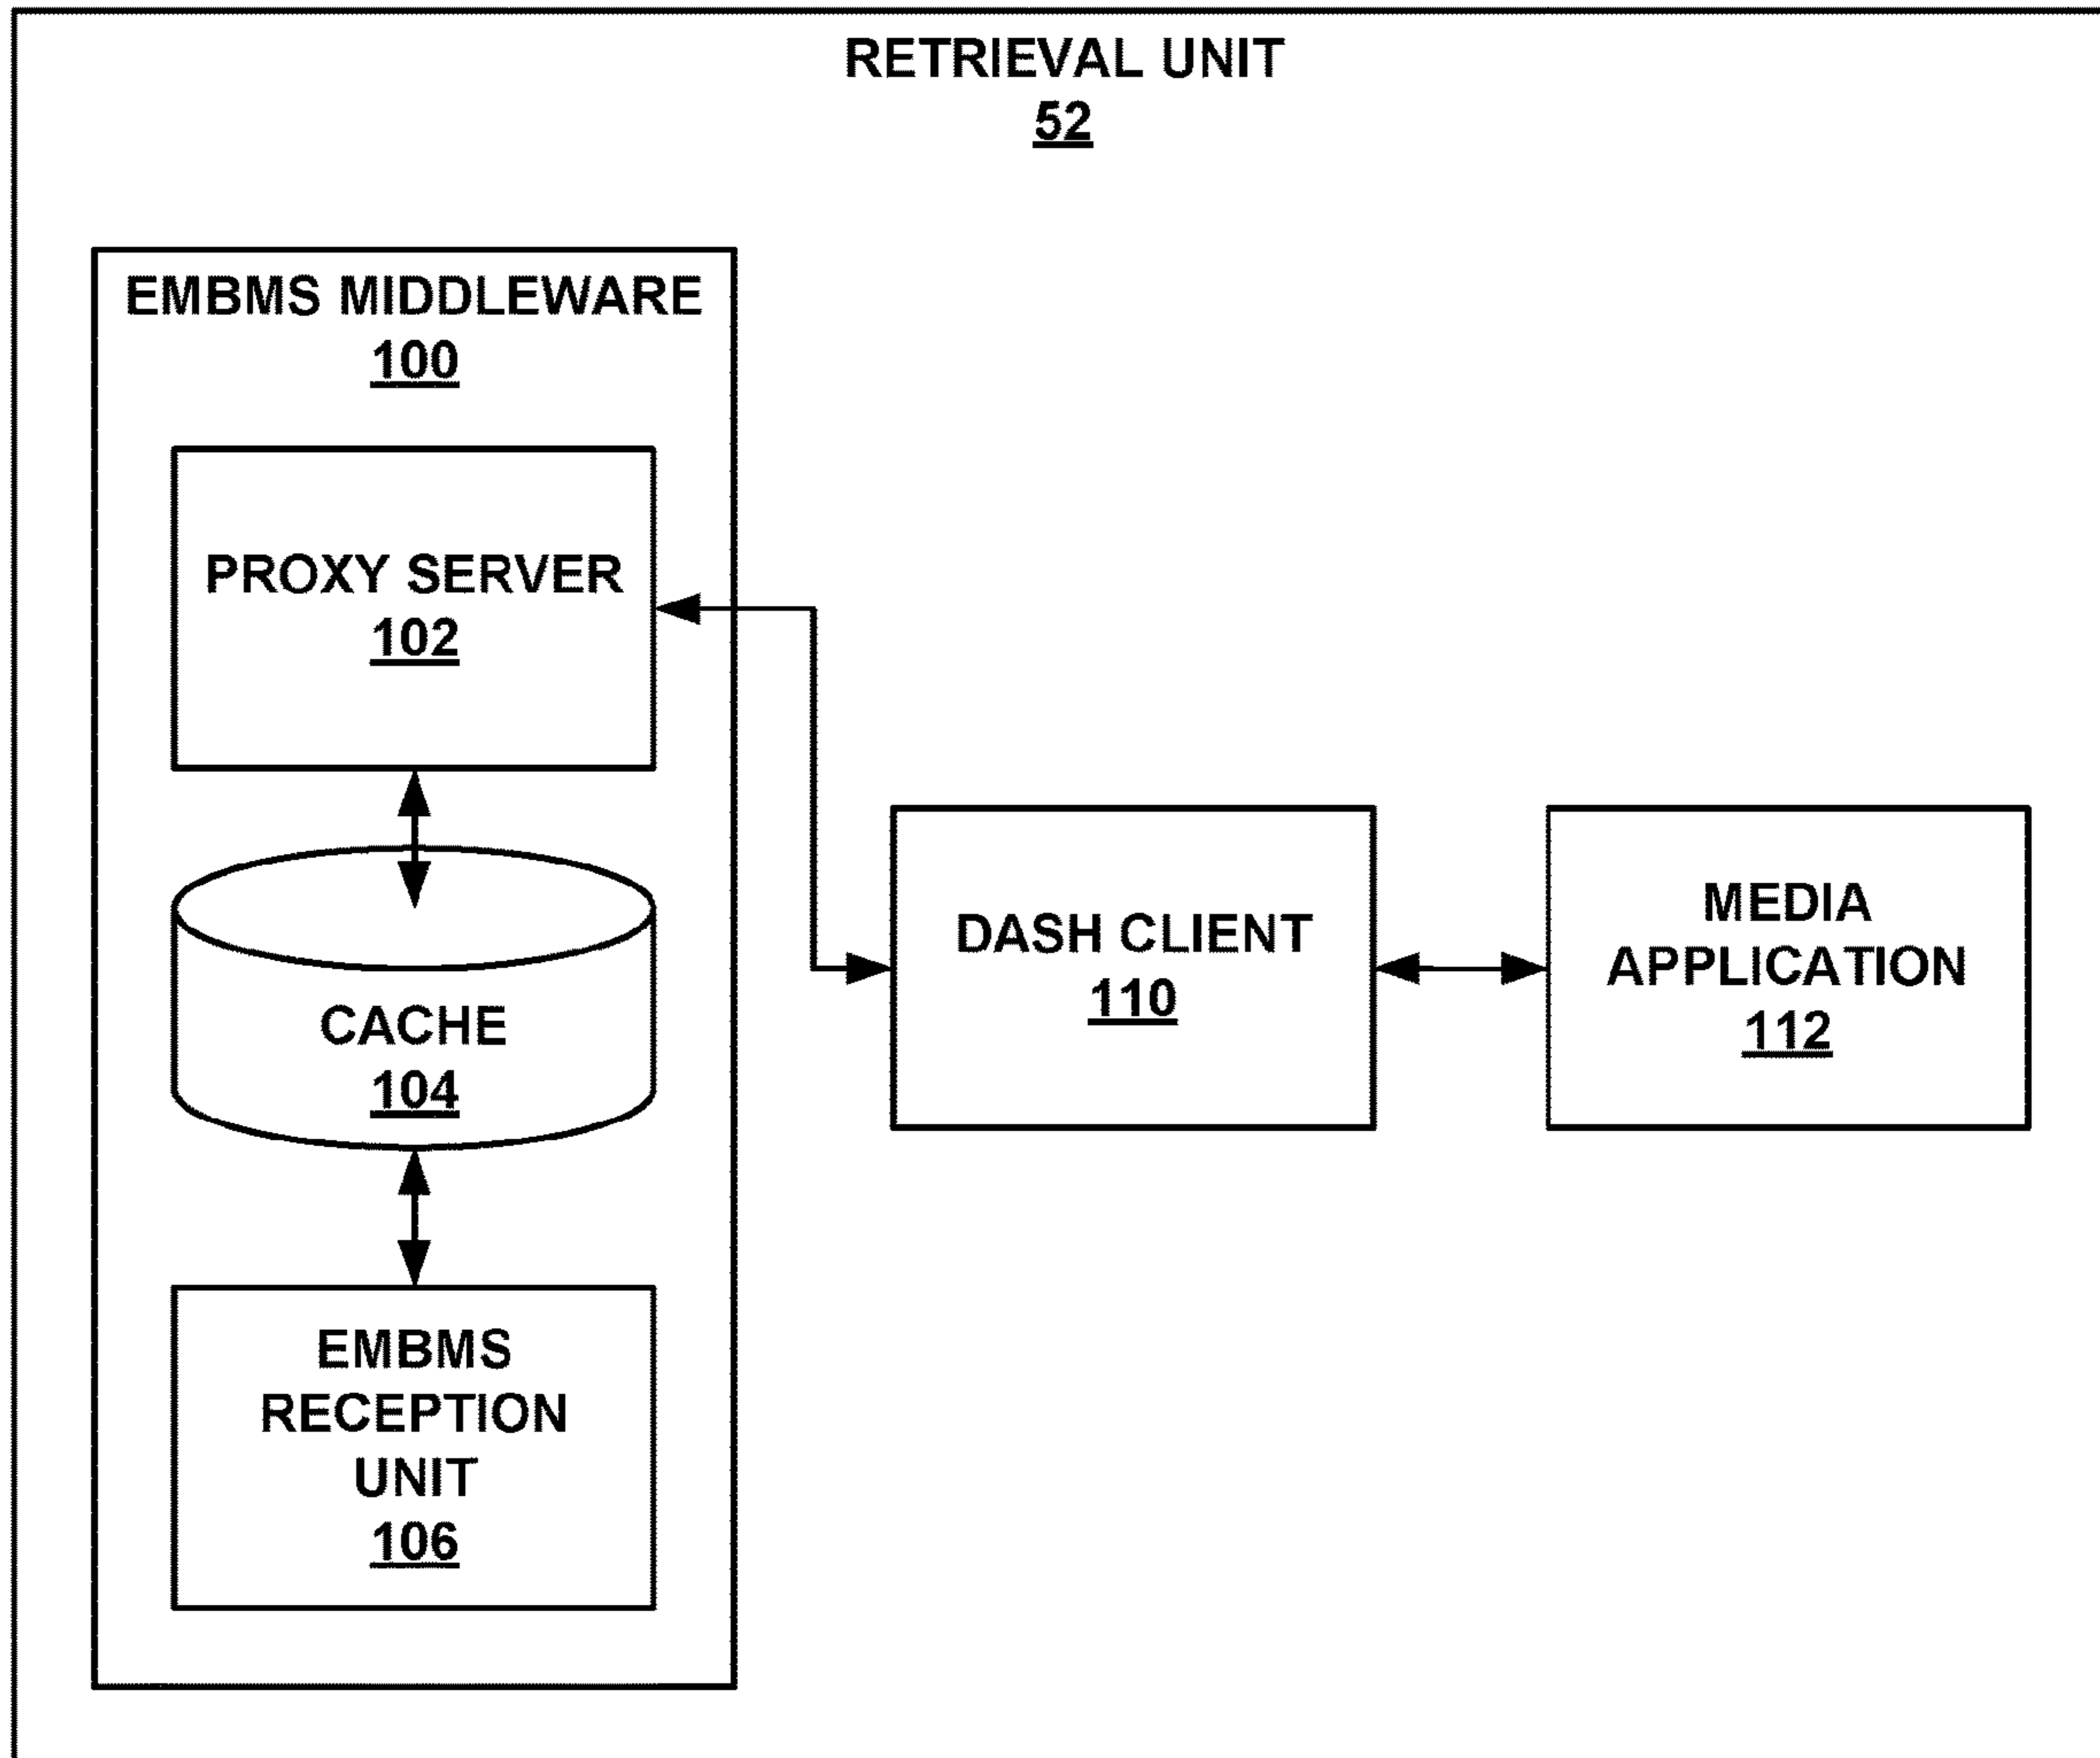 RETRIEVAL UNIT
52
EMBMS MIDDLEWARE
100
PROXY SERVER
102
CACHE
104
EMBMS
RECEPTION
UNIT
106
DASH CLIENT
110
MEDIA
APPLICATION
112